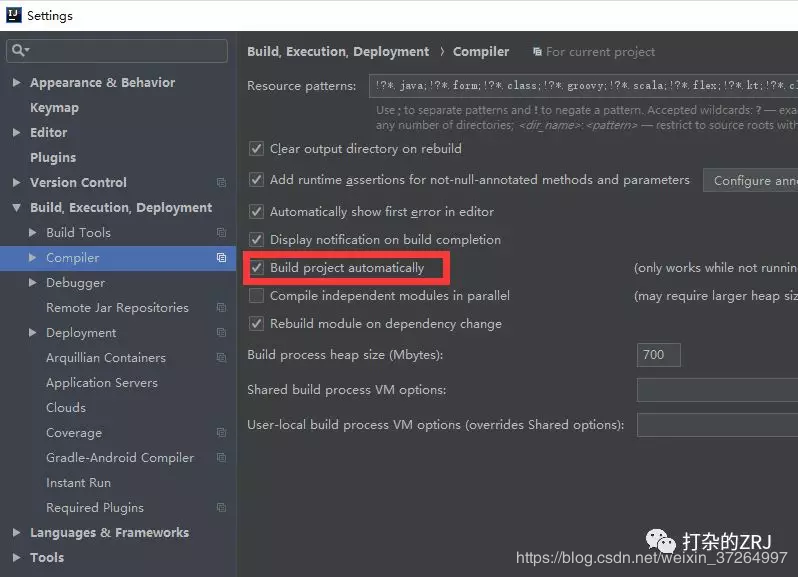 IJ Settings
Appearance & Behavior
Keymap
Editor
Plugins
Version Control
Build, Execution, Deployment
Build Tools
Compiler
Debugger
Remote Jar Repositories
Deployment
Arquillian Containers
Application Servers
Clouds
Coverage
Gradle-Android Compiler
Instant Run
Required Plugins
Languages & Frameworks
Tools
Build, Execution, Deployment › Compiler For current project
Resource patterns: !?*.java;!?*.form;!?*.class;!?*.groovy;!?*.scala;!?*.flex;!?*.kt;!?*.cl
Use ; to separate patterns and ! to negate a pattern. Accepted wildcards: ? — exa
any number of directories; <dir_name>:<pattern> — restrict to source roots with
Clear output directory on rebuild
Add runtime assertions for not-null-annotated methods and parameters Configure anno
Automatically show first error in editor
Display notification on build completion
Build project automatically (only works while not runnin
Compile independent modules in parallel (may require larger heap siz
Rebuild module on dependency change
Build process heap size (Mbytes): 700
Shared build process VM options:
User-local build process VM options (overrides Shared options):
打杂的ZRJ
https://blog.csdn.net/weixin_37264997